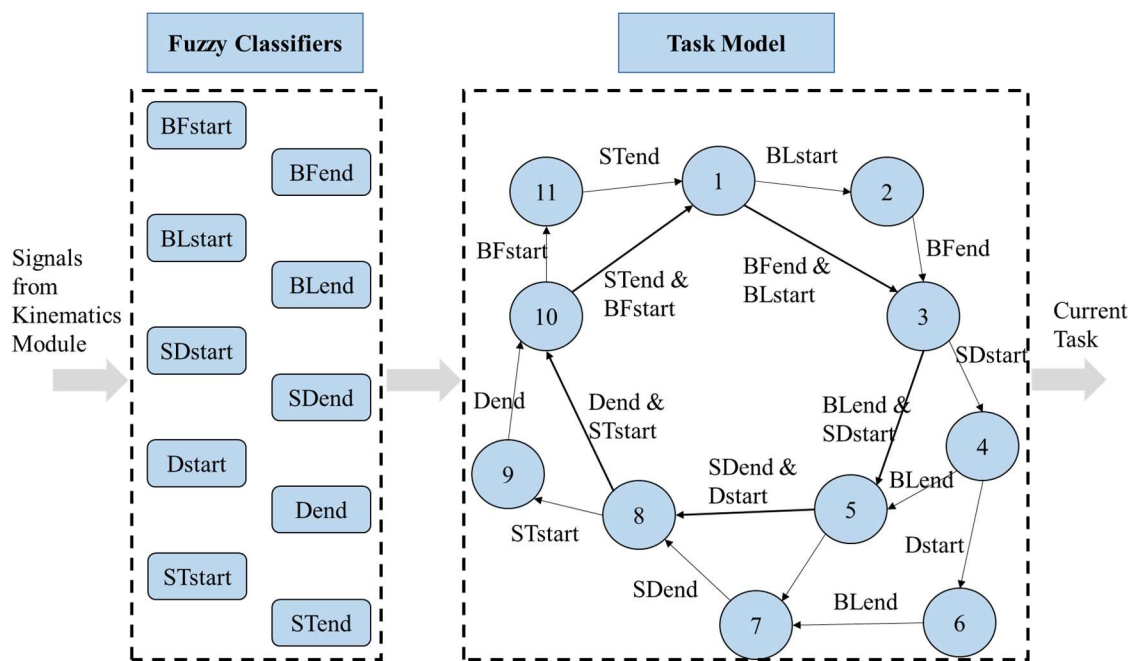 Fuzzy Classifiers
Task Model
Signals
from
Kinematics
Module
BFstart
BFend
BLstart
BLend
SDstart
SDend
Dstart
Dend
STstart
STend
STend
BLstart
11
1
2
BFstart
BFend
STend &
BFstart
BFend &
BLstart
10
3
SDstart
Dend
Dend &
STstart
BLend &
SDstart
4
9
SDend &
Dstart
BLend
8
5
STstart
Dstart
SDend
BLend
7
6
Current
Task